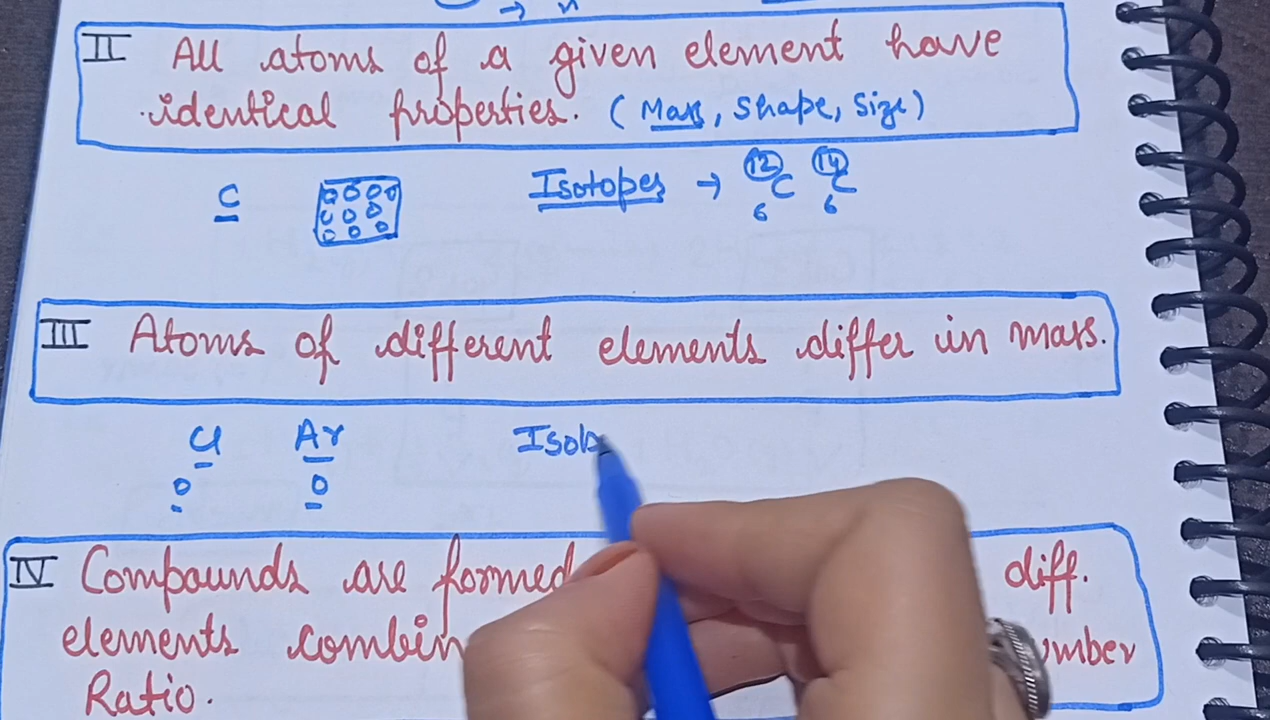 II All atoms of a given element have
identical properties. (Mass, Shape, Size)
C Isotopes → 12 6 C 14 6 C
III Atoms of different elements differ in mass.
Cl Ar Isob
IV Compounds are formed diff.
elements combin umber
Ratio.